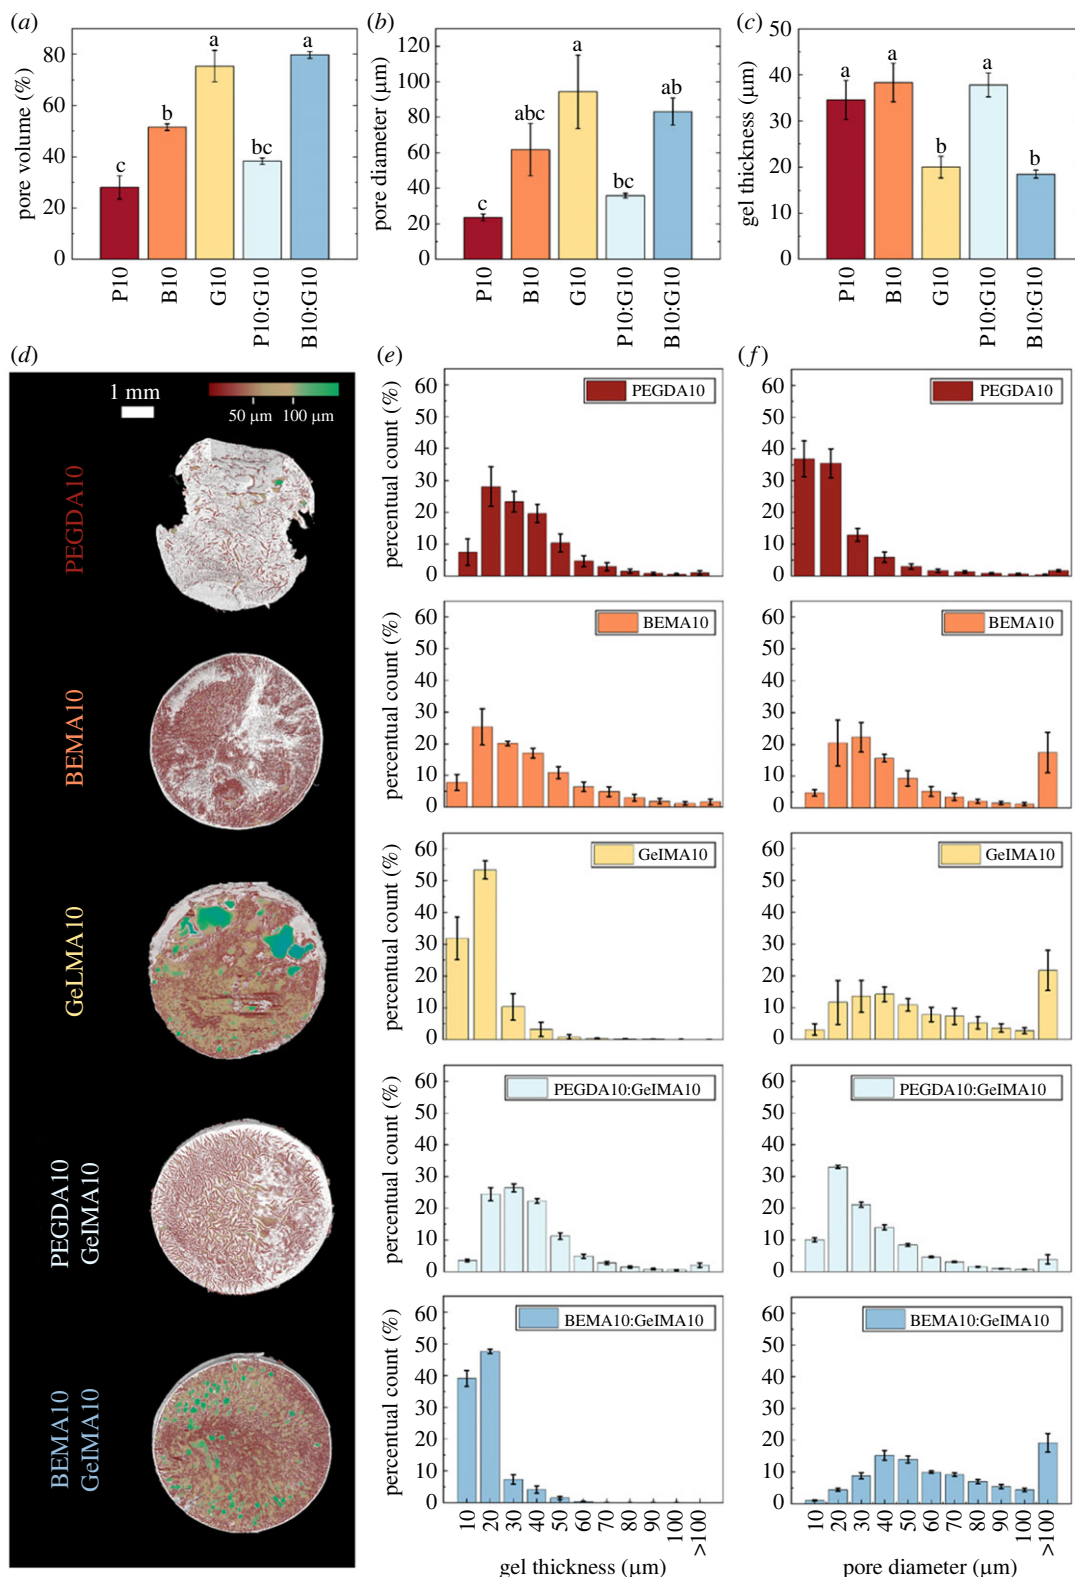 (a) (b) (c)
pore volume (%)
80
60
40
20
0
c
b
a
bc
a
P10
B10
G10
P10:G10
B10:G10
pore diameter (μm)
120
100
80
60
40
20
0
c
abc
a
bc
ab
P10
B10
G10
P10:G10
B10:G10
gel thickness (μm)
50
40
30
20
10
0
a
a
b
a
b
P10
B10
G10
P10:G10
B10:G10
(d) (e) (f)
1 mm
50 μm 100 μm
PEGDA10
BEMA10
GeLMA10
PEGDA10
GeIMA10
BEMA10
GeIMA10
percentual count (%)
60
50
40
30
20
10
0
PEGDA10
60
50
40
30
20
10
0
PEGDA10
percentual count (%)
60
50
40
30
20
10
0
BEMA10
60
50
40
30
20
10
0
BEMA10
percentual count (%)
60
50
40
30
20
10
0
GeIMA10
60
50
40
30
20
10
0
GeIMA10
percentual count (%)
60
50
40
30
20
10
0
PEGDA10:GeIMA10
60
50
40
30
20
10
0
PEGDA10:GeIMA10
percentual count (%)
60
50
40
30
20
10
0
BEMA10:GeIMA10
10
20
30
40
50
60
70
80
90
100
>100
gel thickness (μm)
60
50
40
30
20
10
0
BEMA10:GeIMA10
10
20
30
40
50
60
70
80
90
100
>100
pore diameter (μm)